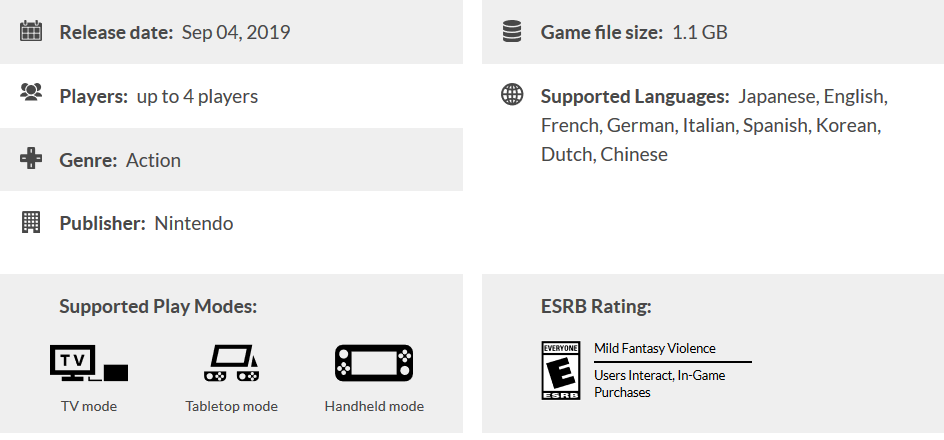 Release date: Sep 04, 2019
Players: up to 4 players
Genre: Action
Publisher: Nintendo
Game file size: 1.1 GB
Supported Languages: Japanese, English,
French, German, Italian, Spanish, Korean,
Dutch, Chinese
Supported Play Modes:
TV
TV mode
Tabletop mode
Handheld mode
ESRB Rating:
EVERYONE
E
ESRB
Mild Fantasy Violence
Users Interact, In-Game
Purchases